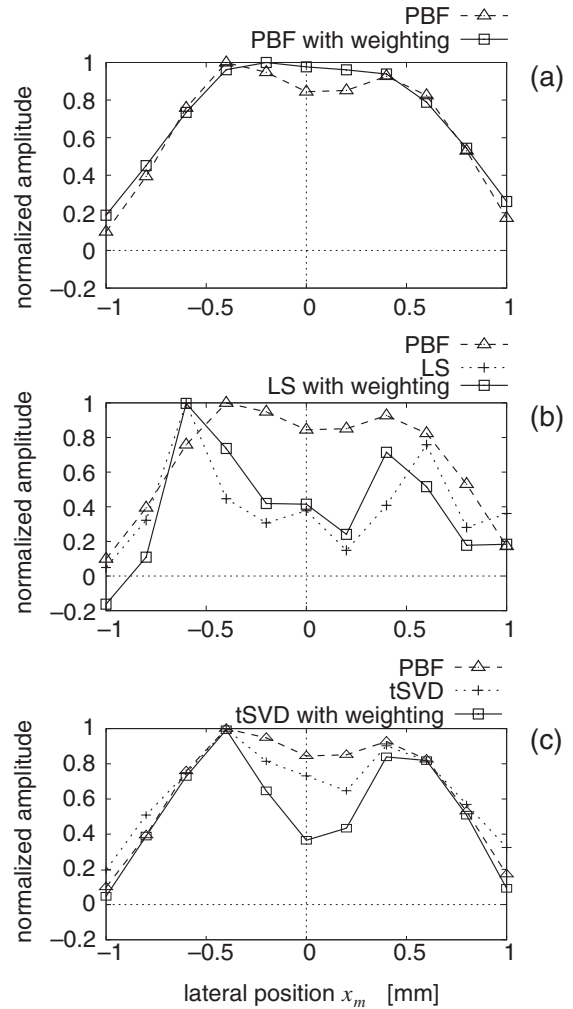 PBF
PBF with weighting
(a)
normalized amplitude
1
0.8
0.6
0.4
0.2
0
−0.2
−1 −0.5 0 0.5 1
PBF
LS
LS with weighting
(b)
normalized amplitude
1
0.8
0.6
0.4
0.2
0
−0.2
−1 −0.5 0 0.5 1
PBF
tSVD
tSVD with weighting
(c)
normalized amplitude
1
0.8
0.6
0.4
0.2
0
−0.2
−1 −0.5 0 0.5 1
lateral position x_m [mm]